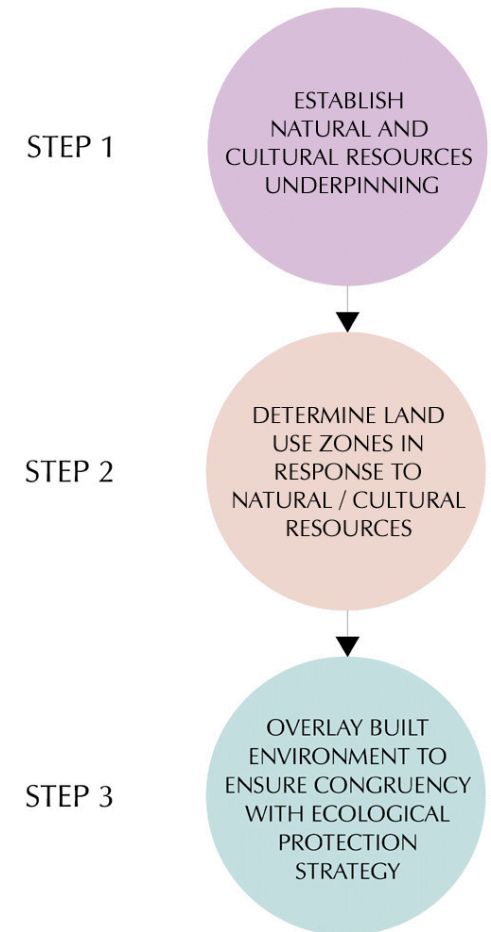 STEP 1
ESTABLISH
NATURAL AND
CULTURAL RESOURCES
UNDERPINNING
STEP 2
DETERMINE LAND
USE ZONES IN
RESPONSE TO
NATURAL / CULTURAL
RESOURCES
STEP 3
OVERLAY BUILT
ENVIRONMENT TO
ENSURE CONGRUENCY
WITH ECOLOGICAL
PROTECTION
STRATEGY